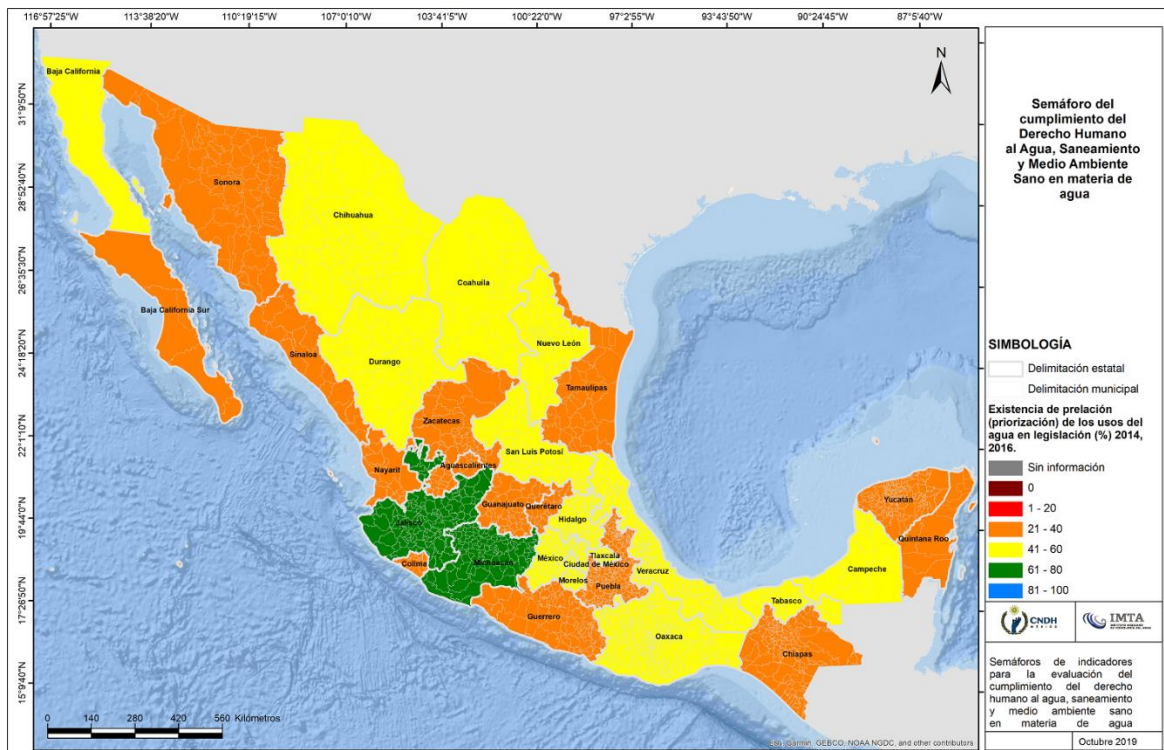 116°57'25"W 113°38'20"W 110°19'15"W 107°0'10"W 103°41'5"W 100°22'0"W 97°2'55"W 93°43'50"W 90°24'45"W 87°5'40"W
31°9'50"N
28°52'40"N
26°35'30"N
24°18'20"N
22°1'10"N
19°44'0"N
17°26'50"N
15°9'40"N
Baja California
Sonora
Chihuahua
Coahuila
Baja California Sur
Nuevo León
Sinaloa
Durango
Tamaulipas
Zacatecas
San Luis Potosí
Nayarit
Aguascalientes
Guanajuato
Querétaro
Yucatán
Jalisco
Hidalgo
Quintana Roo
México
Tlaxcala
Ciudad de México
Colima
Michoacán
Veracruz
Campeche
Morelos
Puebla
Tabasco
Guerrero
Oaxaca
Chiapas
0 140 280 420 560 Kilómetros
Esri, Garmin, GEBCO, NOAA NGDC, and other contributors
N
Semáforo del
cumplimiento del
Derecho Humano
al Agua, Saneamiento
y Medio Ambiente
Sano en materia de
agua
SIMBOLOGÍA
Delimitación estatal
Delimitación municipal
Existencia de prelación
(priorización) de los usos del
agua en legislación (%) 2014,
2016.
Sin información
0
1 - 20
21 - 40
41 - 60
61 - 80
81 - 100
CNDH
MÉXICO
IMTA
Semáforos de indicadores
para la evaluación del
cumplimiento del derecho
humano al agua, saneamiento
y medio ambiente sano
en materia de agua
Octubre 2019